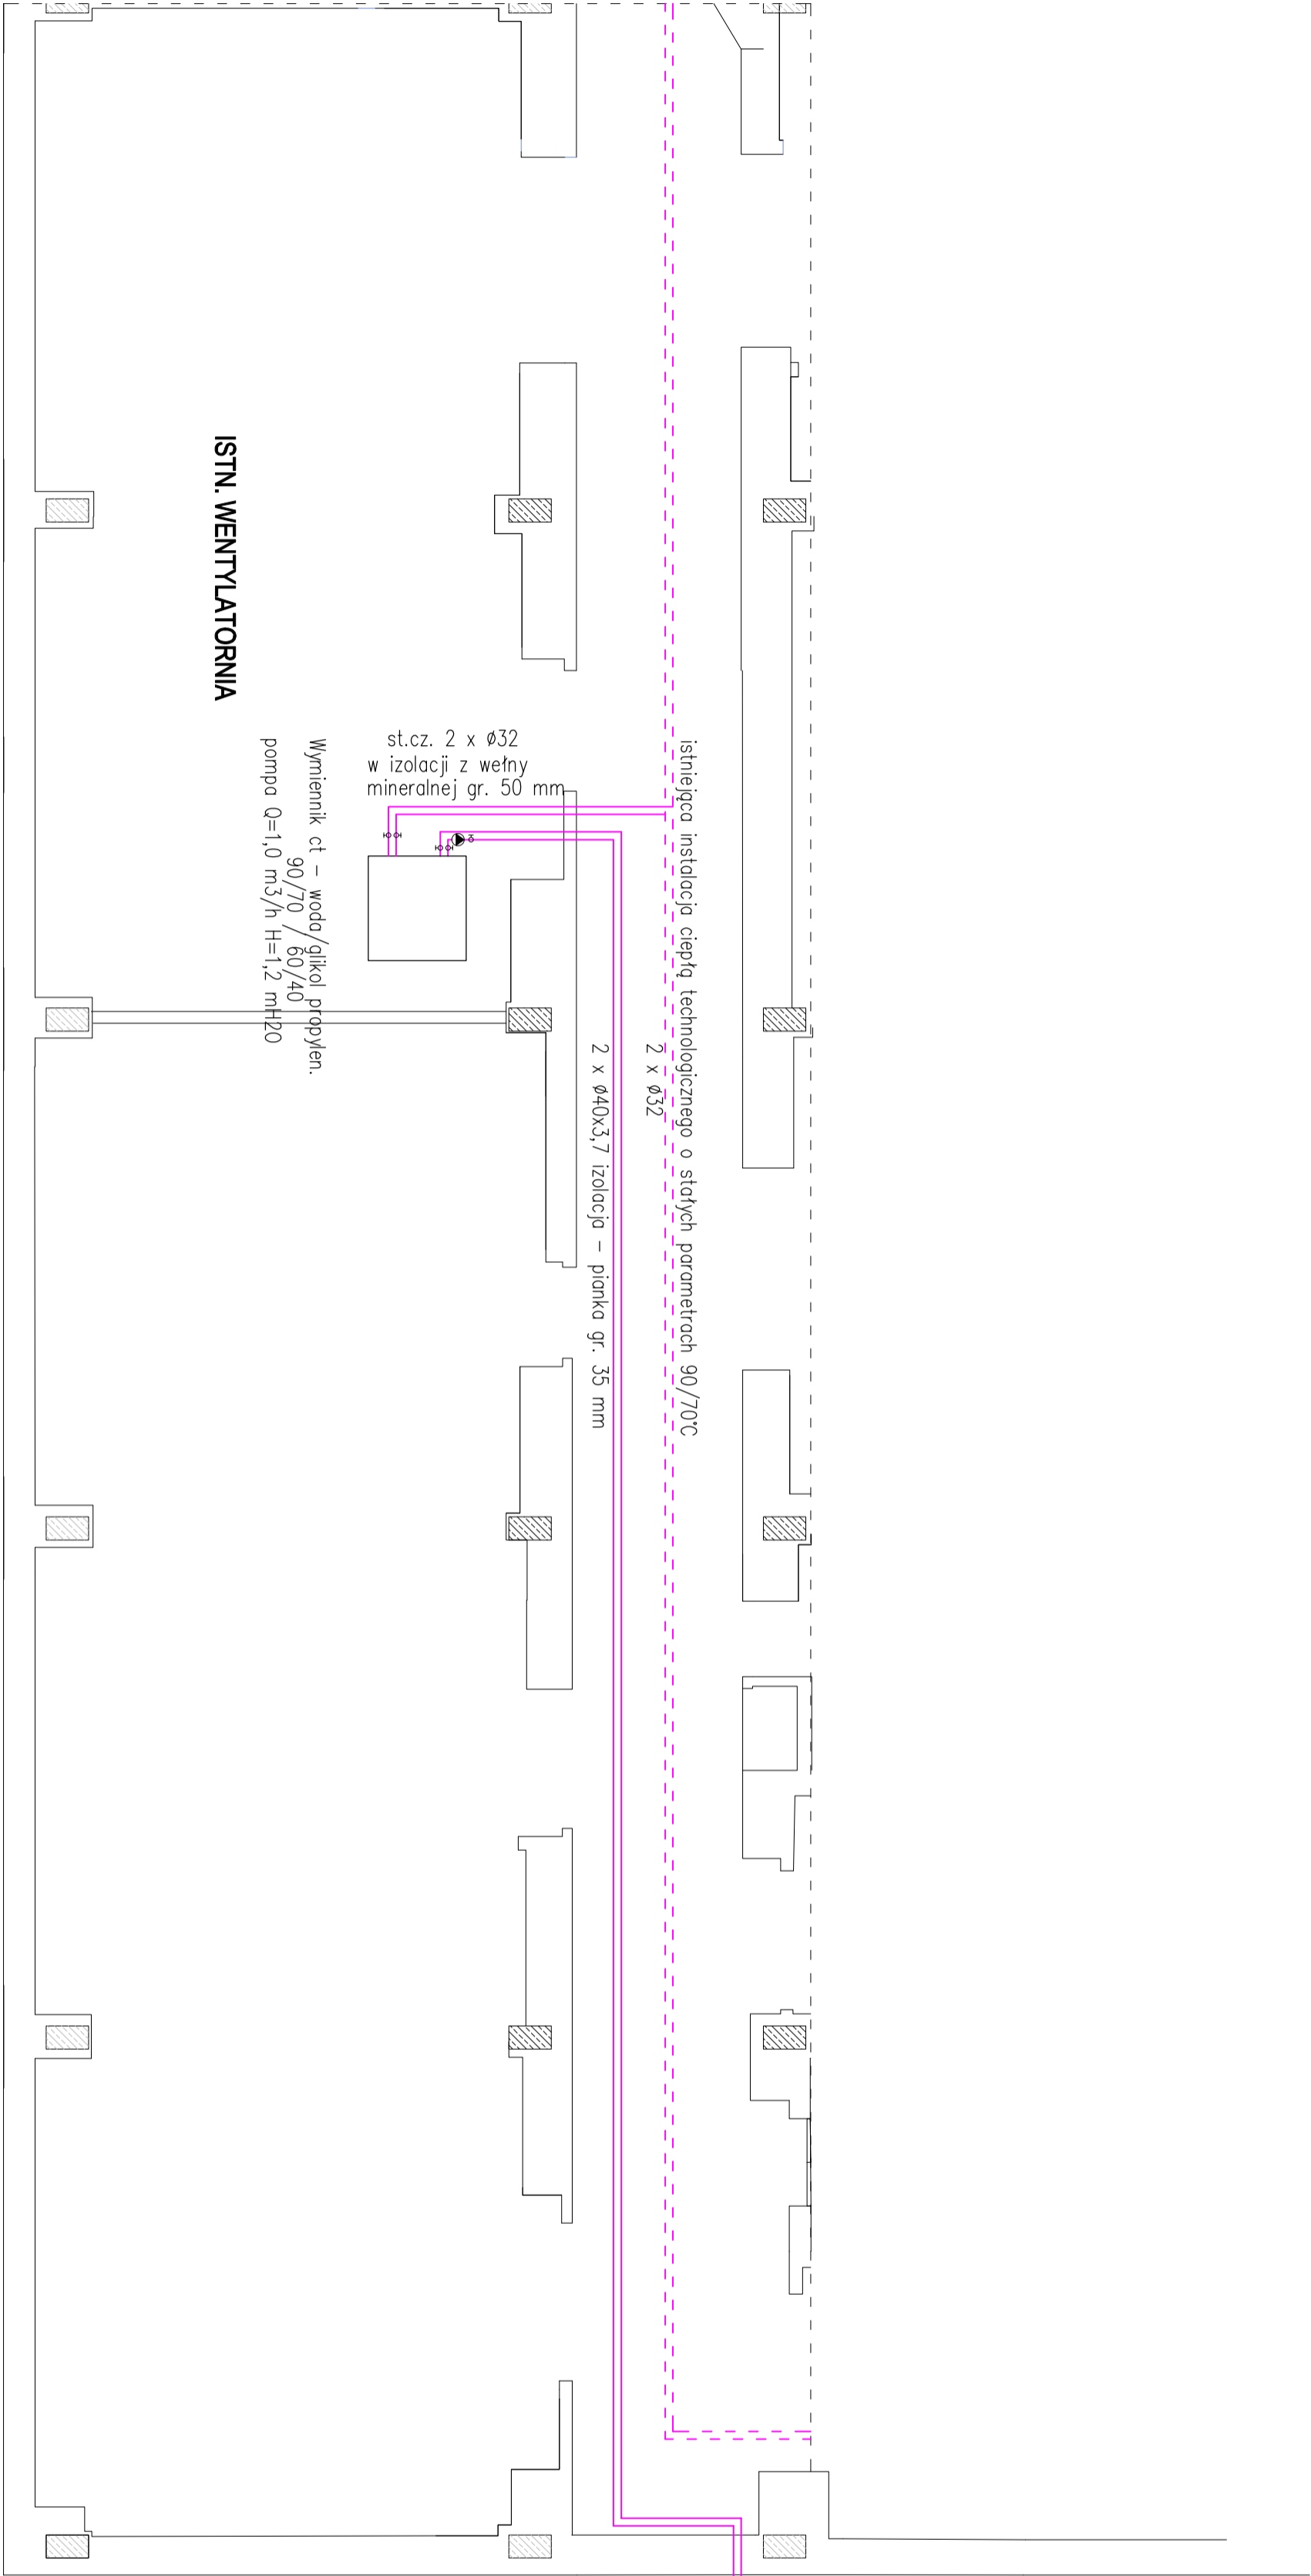 ISTN. WENTYLATORNIA
st.cz. 2 x ø32
w izolacji z wełny
mineralnej gr. 50 mm
Wymiennik ct – woda/glikol propylen.
90/70 / 60/40
pompa Q=1,0 m3/h H=1,2 mH20
istniejąca instalacja ciepłą technologicznego o stałych parametrach 90/70°C
2 x ø32
2 x ø40x3,7 izolacja – pianka gr. 35 mm